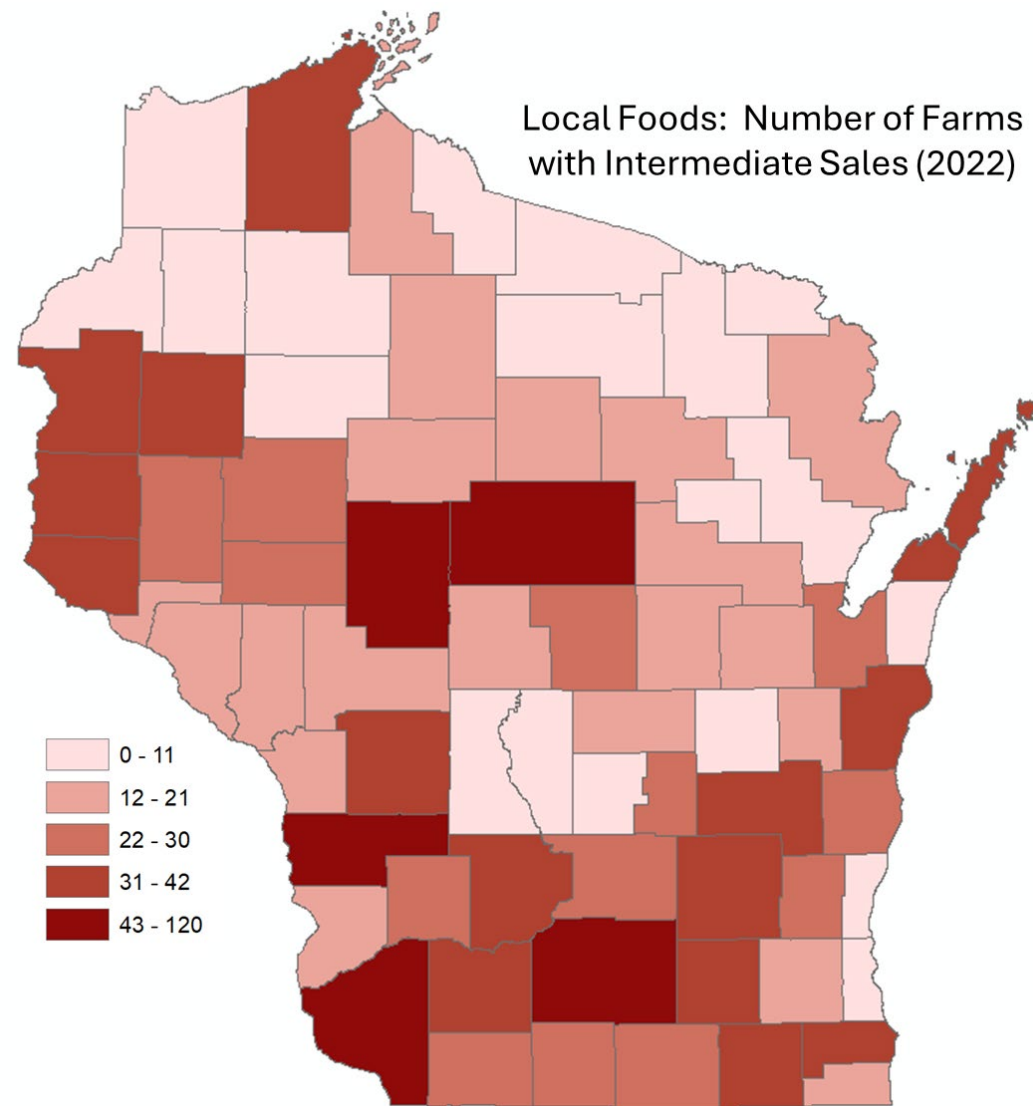 Local Foods: Number of Farms
with Intermediate Sales (2022)
0 - 11
12 - 21
22 - 30
31 - 42
43 - 120